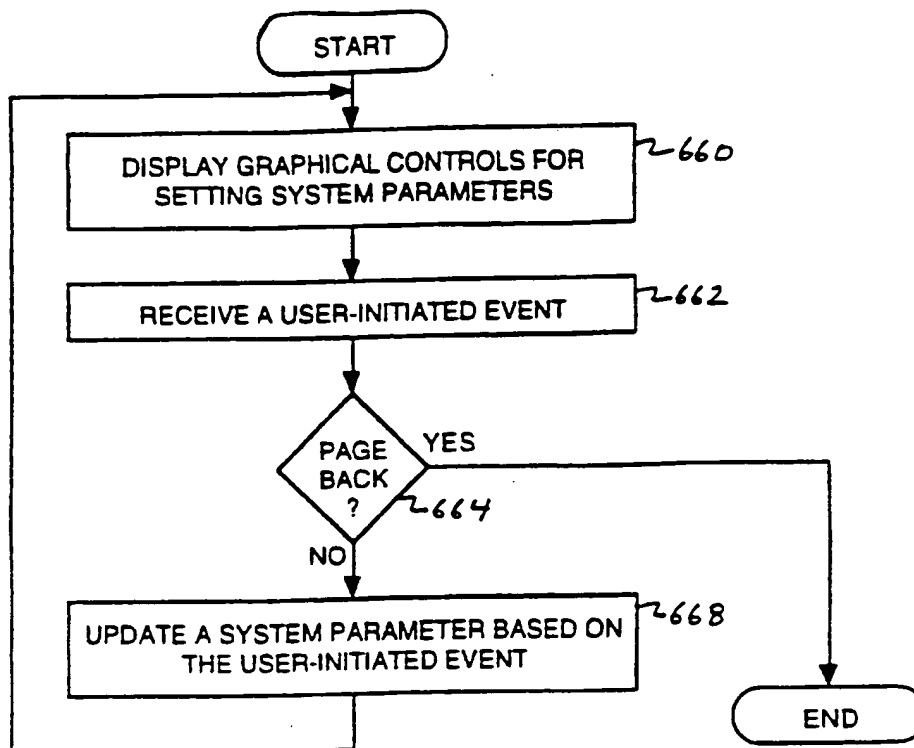 START
DISPLAY GRAPHICAL CONTROLS FOR
SETTING SYSTEM PARAMETERS
660
RECEIVE A USER-INITIATED EVENT
662
PAGE
BACK
?
YES
664
NO
UPDATE A SYSTEM PARAMETER BASED ON
THE USER-INITIATED EVENT
668
END